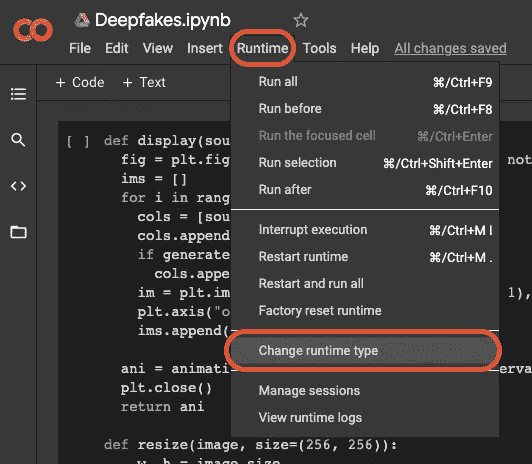 Deepfakes.ipynb
File Edit View Insert Runtime Tools Help All changes saved
+ Code + Text
Run all ⌘/Ctrl+F9
Run before ⌘/Ctrl+F8
Run the focused cell ⌘/Ctrl+Enter
Run selection ⌘/Ctrl+Shift+Enter
Run after ⌘/Ctrl+F10
Interrupt execution ⌘/Ctrl+M I
Restart runtime ⌘/Ctrl+M .
Restart and run all
Factory reset runtime
Change runtime type
Manage sessions
View runtime logs
[ ] def display(sou
fig = plt.fig not
ims = []
for i in rang
cols = [sou
cols.append
if generate
cols.appe
im = plt.im 1),
plt.axis("o
ims.append(
ani = animati erva
plt.close()
return ani
def resize(image, size=(256, 256)):
w, h = image.size